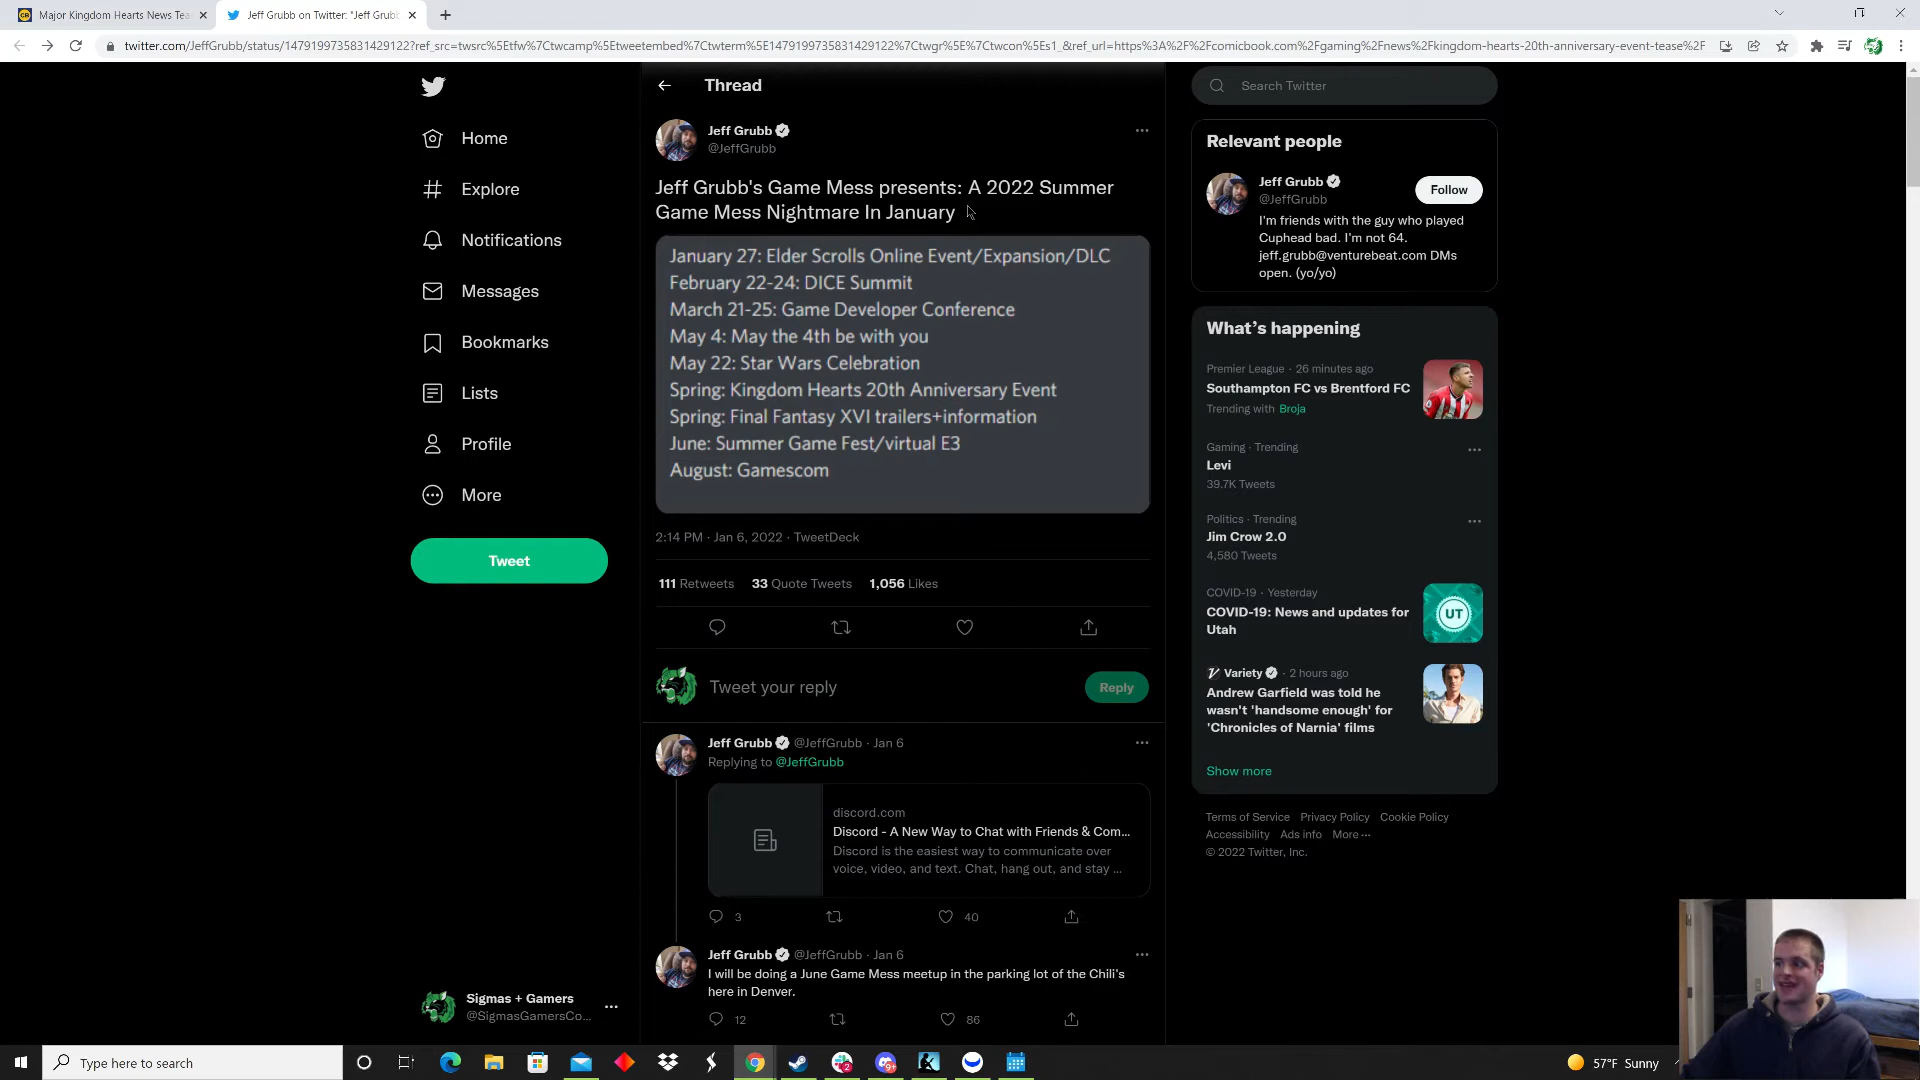 Major Kingdom Hearts News Tea
Jeff Grubb on Twitter: "Jeff Grubb
twitter.com/JeffGrubb/status/1479199735831429122?ref_src=twsrc%5Etfw%7Ctwcamp%5Etweetembed%7Ctwterm%5E1479199735831429122%7Ctwgr%5E%7Ctwcon%5Es1_&ref_url=https%3A%2F%2Fcomicbook.com%2Fgaming%2Fnews%2Fkingdom-hearts-20th-anniversary-event-tease%2F
Home
Explore
Notifications
Messages
Bookmarks
Lists
Profile
More
Tweet
Sigmas + Gamers
@SigmasGamersCo...
Thread
Jeff Grubb
@JeffGrubb
Jeff Grubb's Game Mess presents: A 2022 Summer
Game Mess Nightmare In January
January 27: Elder Scrolls Online Event/Expansion/DLC
February 22-24: DICE Summit
March 21-25: Game Developer Conference
May 4: May the 4th be with you
May 22: Star Wars Celebration
Spring: Kingdom Hearts 20th Anniversary Event
Spring: Final Fantasy XVI trailers+information
June: Summer Game Fest/virtual E3
August: Gamescom
2:14 PM · Jan 6, 2022 · TweetDeck
111 Retweets 33 Quote Tweets 1,056 Likes
Tweet your reply
Reply
Jeff Grubb @JeffGrubb · Jan 6
Replying to @JeffGrubb
discord.com
Discord - A New Way to Chat with Friends & Com...
Discord is the easiest way to communicate over
voice, video, and text. Chat, hang out, and stay ...
3 40
Jeff Grubb @JeffGrubb · Jan 6
I will be doing a June Game Mess meetup in the parking lot of the Chili's
here in Denver.
12 86
Search Twitter
Relevant people
Jeff Grubb
@JeffGrubb
Follow
I'm friends with the guy who played
Cuphead bad. I'm not 64.
jeff.grubb@venturebeat.com DMs
open. (yo/yo)
What's happening
Premier League · 26 minutes ago
Southampton FC vs Brentford FC
Trending with Broja
Gaming · Trending
Levi
39.7K Tweets
Politics · Trending
Jim Crow 2.0
4,580 Tweets
COVID-19 · Yesterday
COVID-19: News and updates for
Utah
UT
Variety · 2 hours ago
Andrew Garfield was told he
wasn't 'handsome enough' for
'Chronicles of Narnia' films
Show more
Terms of Service Privacy Policy Cookie Policy
Accessibility Ads info More ···
© 2022 Twitter, Inc.
Type here to search
57°F Sunny